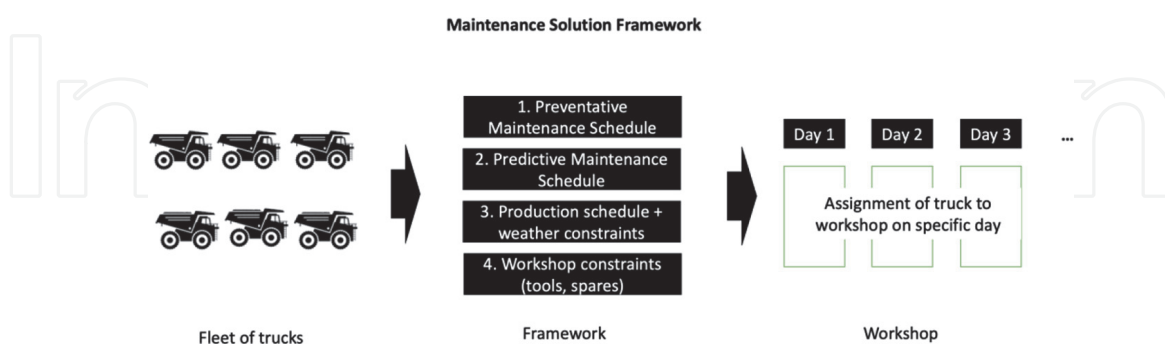 Maintenance Solution Framework
In
n
1. Preventative
Maintenance Schedule
2. Predictive Maintenance
Schedule
3. Production schedule +
weather constraints
4. Workshop constraints
(tools, spares)
Day 1
Day 2
Day 3
...
Assignment of truck to
workshop on specific day
Fleet of trucks
Framework
Workshop